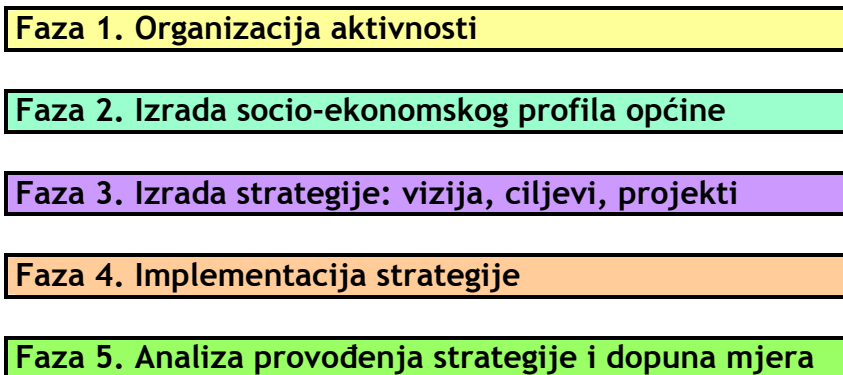 Faza 1. Organizacija aktivnosti
Faza 2. Izrada socio-ekonomskog profila općine
Faza 3. Izrada strategije: vizija, ciljevi, projekti
Faza 4. Implementacija strategije
Faza 5. Analiza provođenja strategije i dopuna mjera